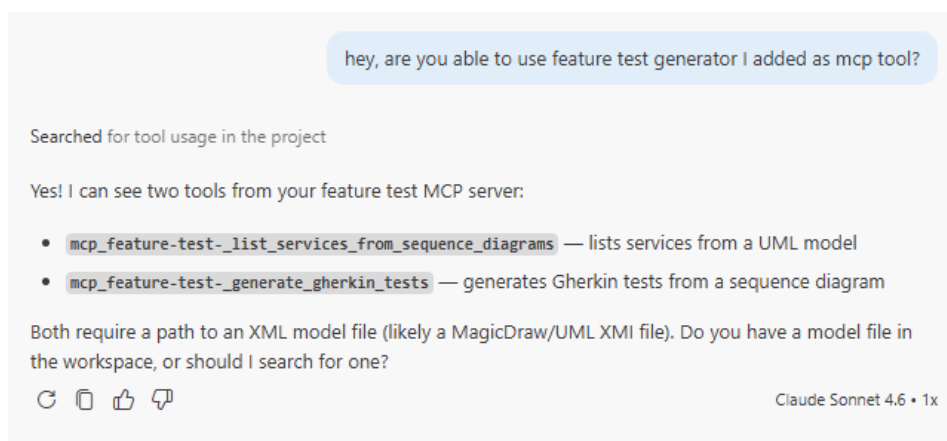 hey, are you able to use feature test generator I added as mcp tool?
Searched for tool usage in the project
Yes! I can see two tools from your feature test MCP server:
• mcp_feature-test-_list_services_from_sequence_diagrams — lists services from a UML model
• mcp_feature-test-_generate_gherkin_tests — generates Gherkin tests from a sequence diagram
Both require a path to an XML model file (likely a MagicDraw/UML XMI file). Do you have a model file in
the workspace, or should I search for one?
Claude Sonnet 4.6 • 1x